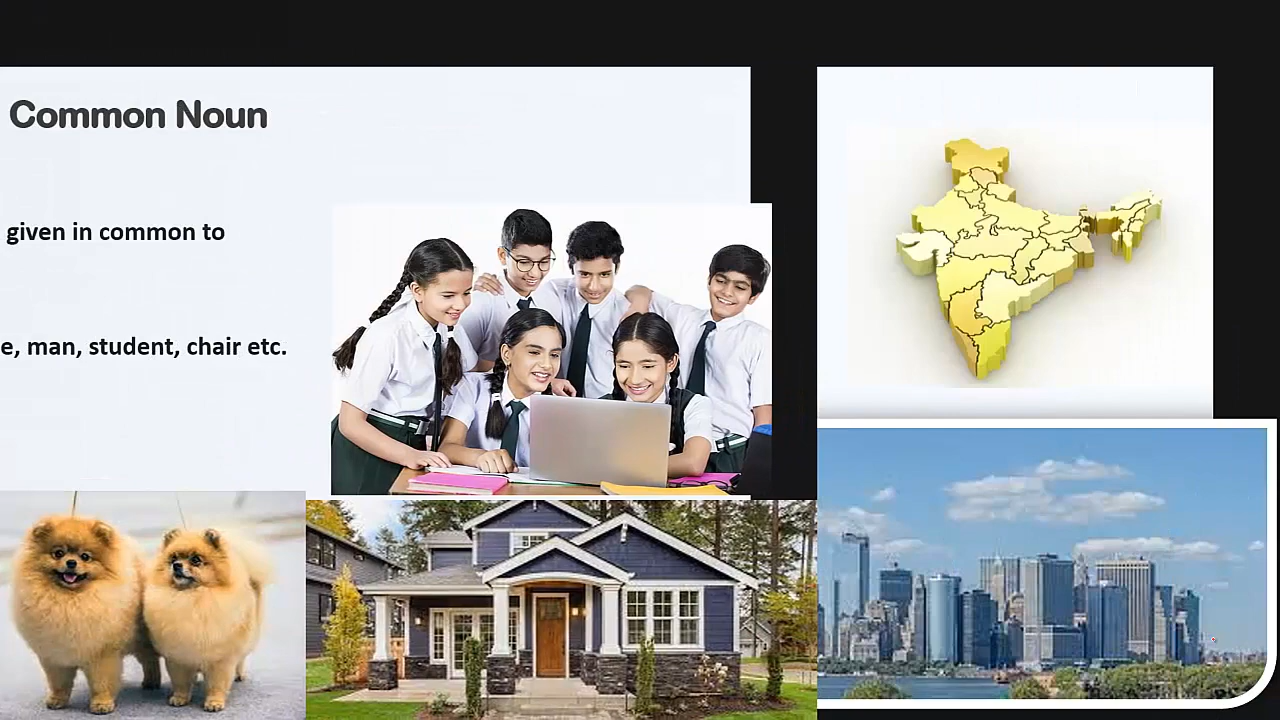 Common Noun
given in common to
e, man, student, chair etc.